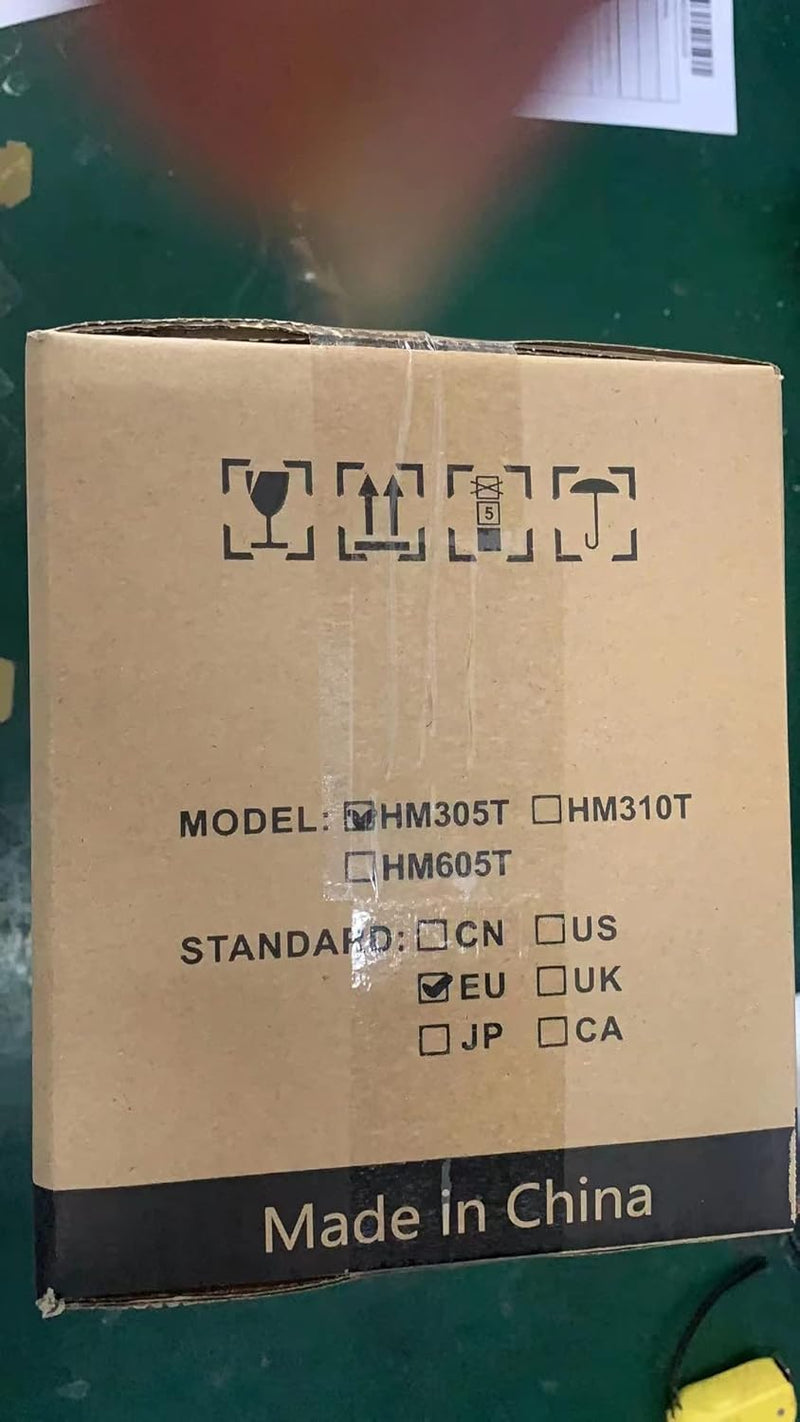 5
MODEL: ☑HM305T ☐HM310T
☐HM605T
STANDARD: ☐CN ☐US
☑EU ☐UK
☐JP ☐CA
Made in China